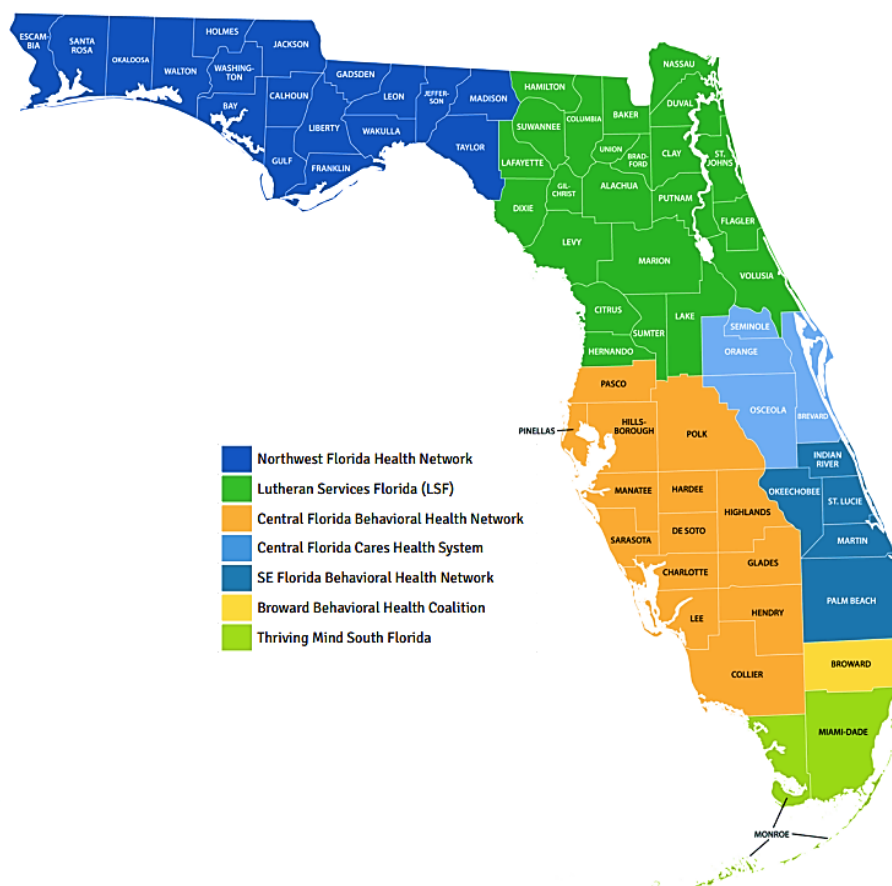 ESCAM-
BIA
SANTA
ROSA
OKALOOSA
WALTON
HOLMES
WASHING-
TON
JACKSON
BAY
CALHOUN
GULF
LIBERTY
FRANKLIN
GADSDEN
LEON
WAKULLA
JEFFER-
SON
MADISON
TAYLOR
HAMILTON
SUWANNEE
COLUMBIA
LAFAYETTE
BAKER
NASSAU
DUVAL
UNION
BRAD-
FORD
CLAY
ST.
JOHNS
DIXIE
GIL-
CHRIST
ALACHUA
PUTNAM
FLAGLER
LEVY
MARION
VOLUSIA
CITRUS
SUMTER
LAKE
HERNANDO
SEMINOLE
ORANGE
OSCEOLA
BREVARD
PASCO
PINELLAS
HILLS-
BOROUGH
POLK
INDIAN
RIVER
OKEECHOBEE
ST. LUCIE
MARTIN
MANATEE
HARDEE
HIGHLANDS
SARASOTA
DE SOTO
CHARLOTTE
GLADES
LEE
HENDRY
PALM BEACH
COLLIER
BROWARD
MIAMI-DADE
MONROE
Northwest Florida Health Network
Lutheran Services Florida (LSF)
Central Florida Behavioral Health Network
Central Florida Cares Health System
SE Florida Behavioral Health Network
Broward Behavioral Health Coalition
Thriving Mind South Florida